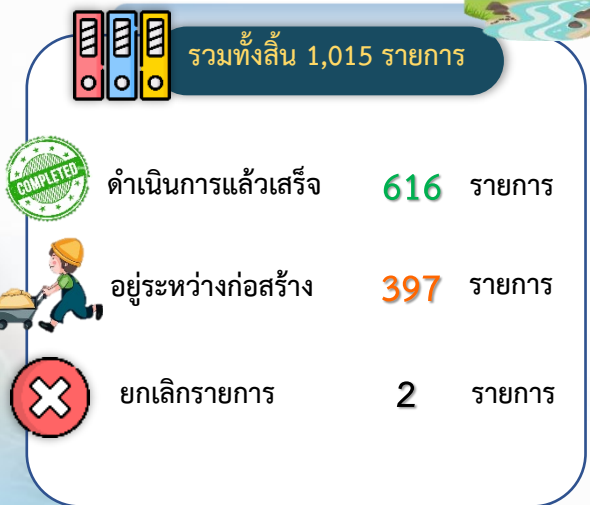 รวมทั้งสิ้น 1,015 รายการ
COMPLETED
ดำเนินการแล้วเสร็จ 616 รายการ
อยู่ระหว่างก่อสร้าง 397 รายการ
ยกเลิกรายการ 2 รายการ